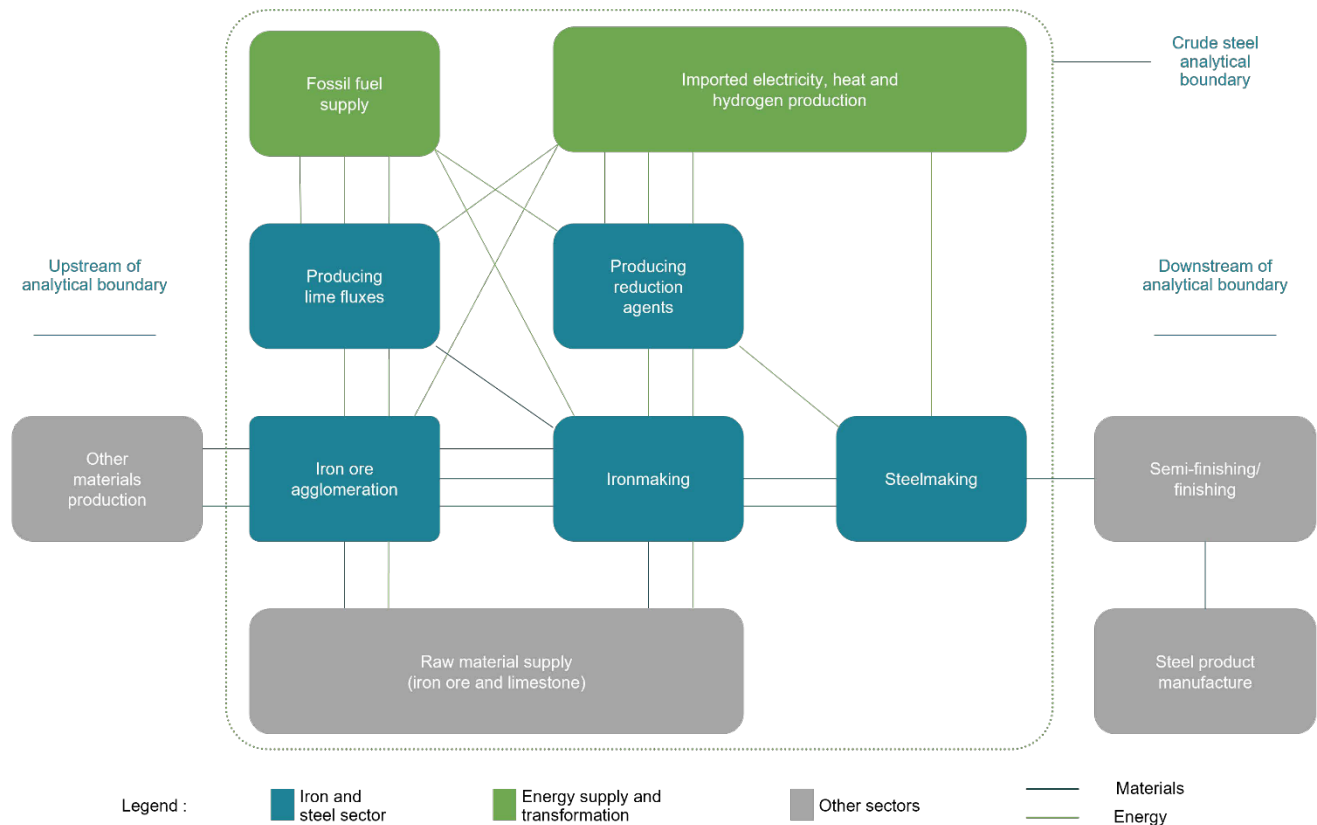 Fossil fuel
supply
Imported electricity, heat and
hydrogen production
Crude steel
analytical
boundary
Upstream of
analytical boundary
Producing
lime fluxes
Producing
reduction
agents
Downstream of
analytical boundary
Other
materials
production
Iron ore
agglomeration
Ironmaking
Steelmaking
Semi-finishing/
finishing
Raw material supply
(iron ore and limestone)
Steel product
manufacture
Legend :
Iron and
steel sector
Energy supply and
transformation
Other sectors
Materials
Energy